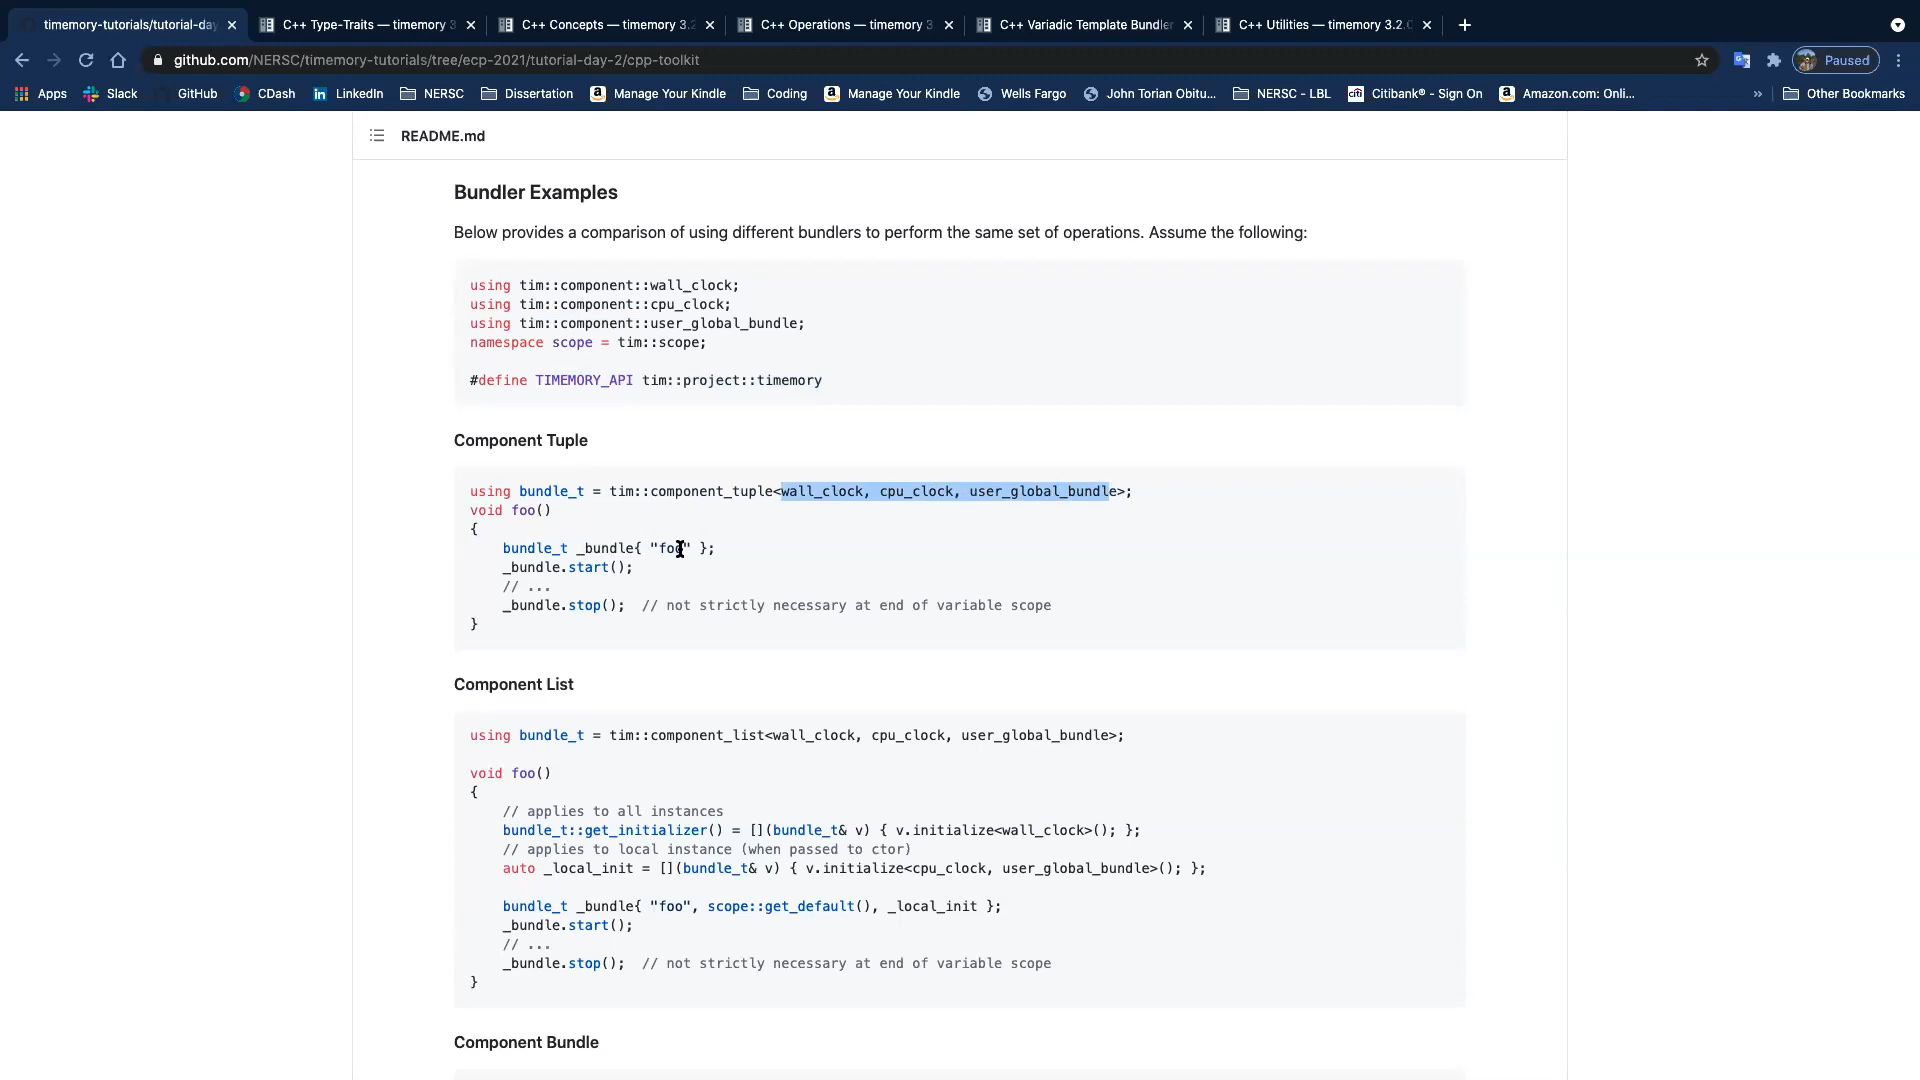 timemory-tutorials/tutorial-day
C++ Type-Traits — timemory 3
C++ Concepts — timemory 3.2
C++ Operations — timemory 3
C++ Variadic Template Bundler
C++ Utilities — timemory 3.2.0
github.com/NERSC/timemory-tutorials/tree/ecp-2021/tutorial-day-2/cpp-toolkit
Paused
Apps
Slack
GitHub
CDash
LinkedIn
NERSC
Dissertation
Manage Your Kindle
Coding
Manage Your Kindle
Wells Fargo
John Torian Obitu...
NERSC - LBL
citi
Citibank® - Sign On
Amazon.com: Onli...
»
Other Bookmarks
README.md
Bundler Examples
Below provides a comparison of using different bundlers to perform the same set of operations. Assume the following:
using tim::component::wall_clock;
using tim::component::cpu_clock;
using tim::component::user_global_bundle;
namespace scope = tim::scope;
#define TIMEMORY_API tim::project::timemory
Component Tuple
using bundle_t = tim::component_tuple<wall_clock, cpu_clock, user_global_bundle>;
void foo()
{
    bundle_t _bundle{ "foo" };
    _bundle.start();
    // ...
    _bundle.stop();  // not strictly necessary at end of variable scope
}
Component List
using bundle_t = tim::component_list<wall_clock, cpu_clock, user_global_bundle>;
void foo()
{
    // applies to all instances
    bundle_t::get_initializer() = [](bundle_t& v) { v.initialize<wall_clock>(); };
    // applies to local instance (when passed to ctor)
    auto _local_init = [](bundle_t& v) { v.initialize<cpu_clock, user_global_bundle>(); };
    bundle_t _bundle{ "foo", scope::get_default(), _local_init };
    _bundle.start();
    // ...
    _bundle.stop();  // not strictly necessary at end of variable scope
}
Component Bundle